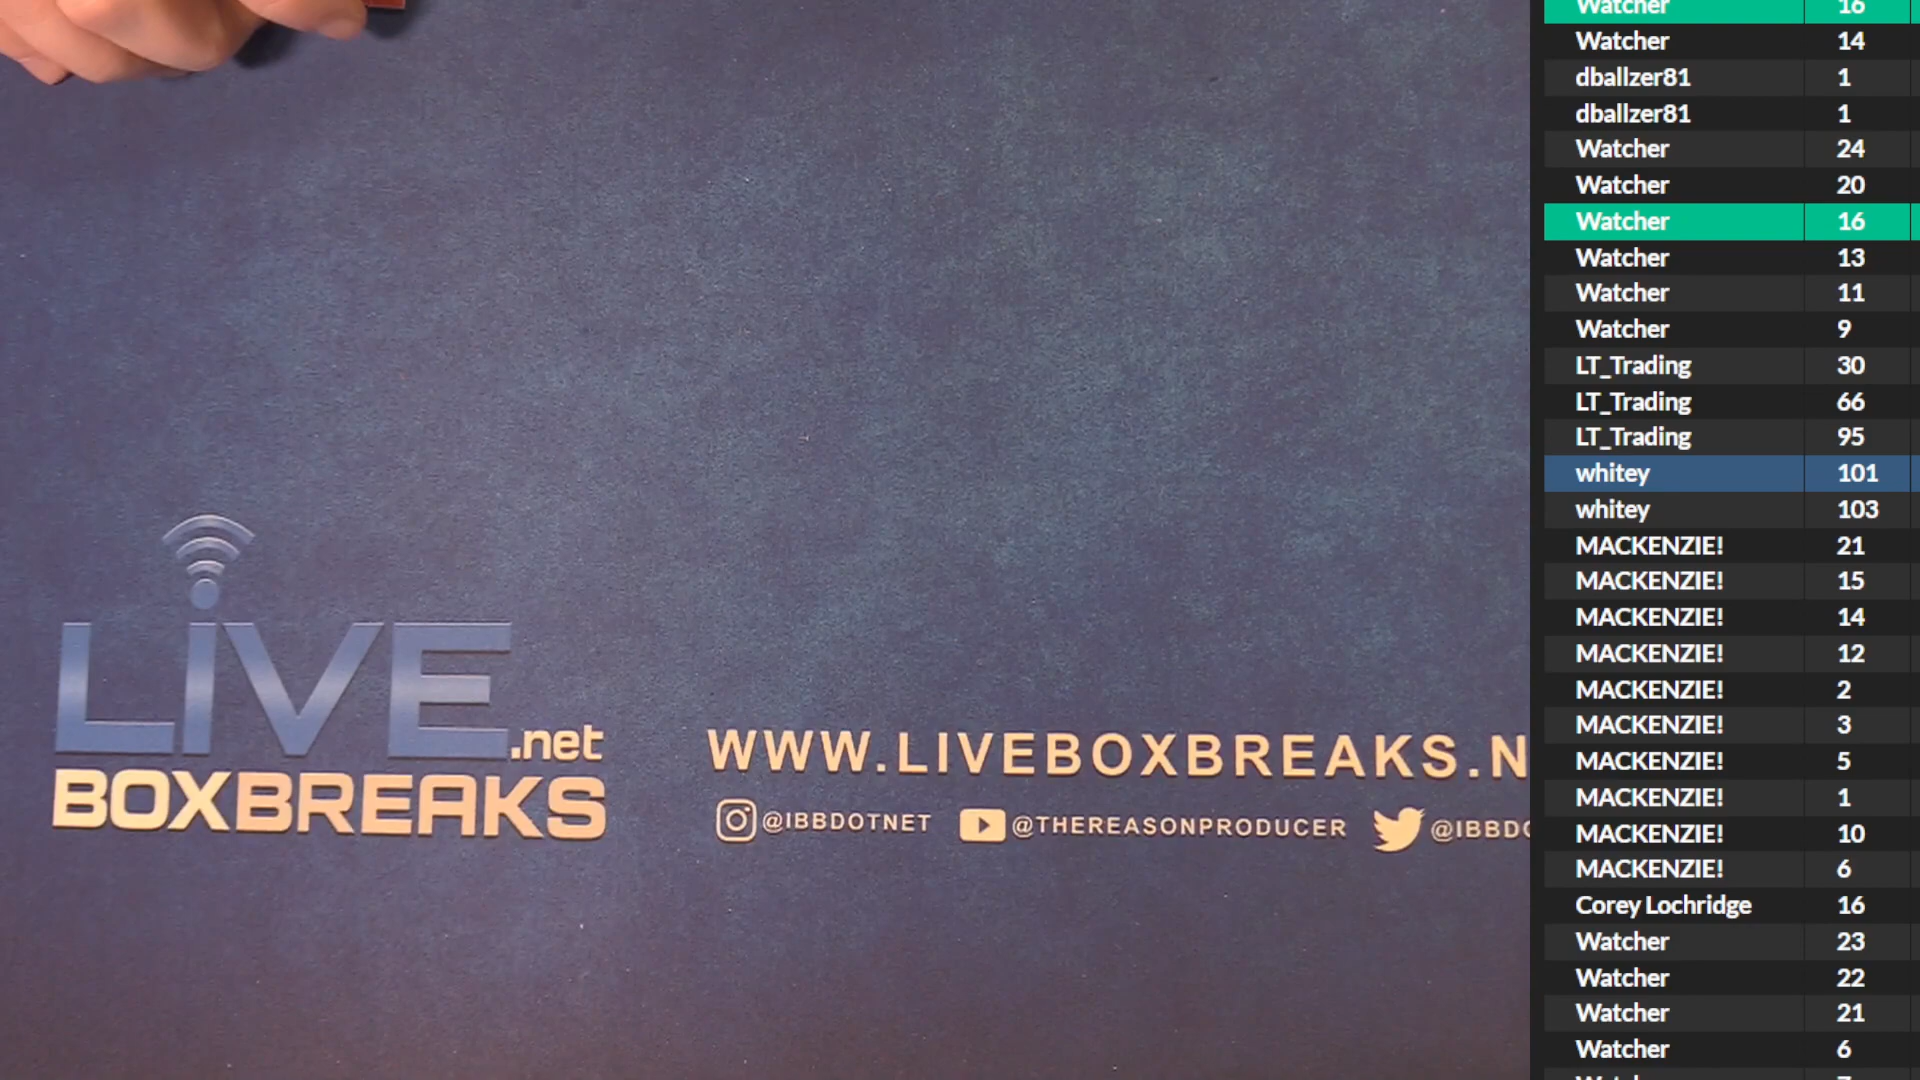 LIVE.net
BOXBREAKS
WWW.LIVEBOXBREAKS.N
@IBBDOTNET @THEREASONPRODUCER @IBBD
Watcher 16
Watcher 14
dballzer81 1
dballzer81 1
Watcher 24
Watcher 20
Watcher 16
Watcher 13
Watcher 11
Watcher 9
LT_Trading 30
LT_Trading 66
LT_Trading 95
whitey 101
whitey 103
MACKENZIE! 21
MACKENZIE! 15
MACKENZIE! 14
MACKENZIE! 12
MACKENZIE! 2
MACKENZIE! 3
MACKENZIE! 5
MACKENZIE! 1
MACKENZIE! 10
MACKENZIE! 6
Corey Lochridge 16
Watcher 23
Watcher 22
Watcher 21
Watcher 6